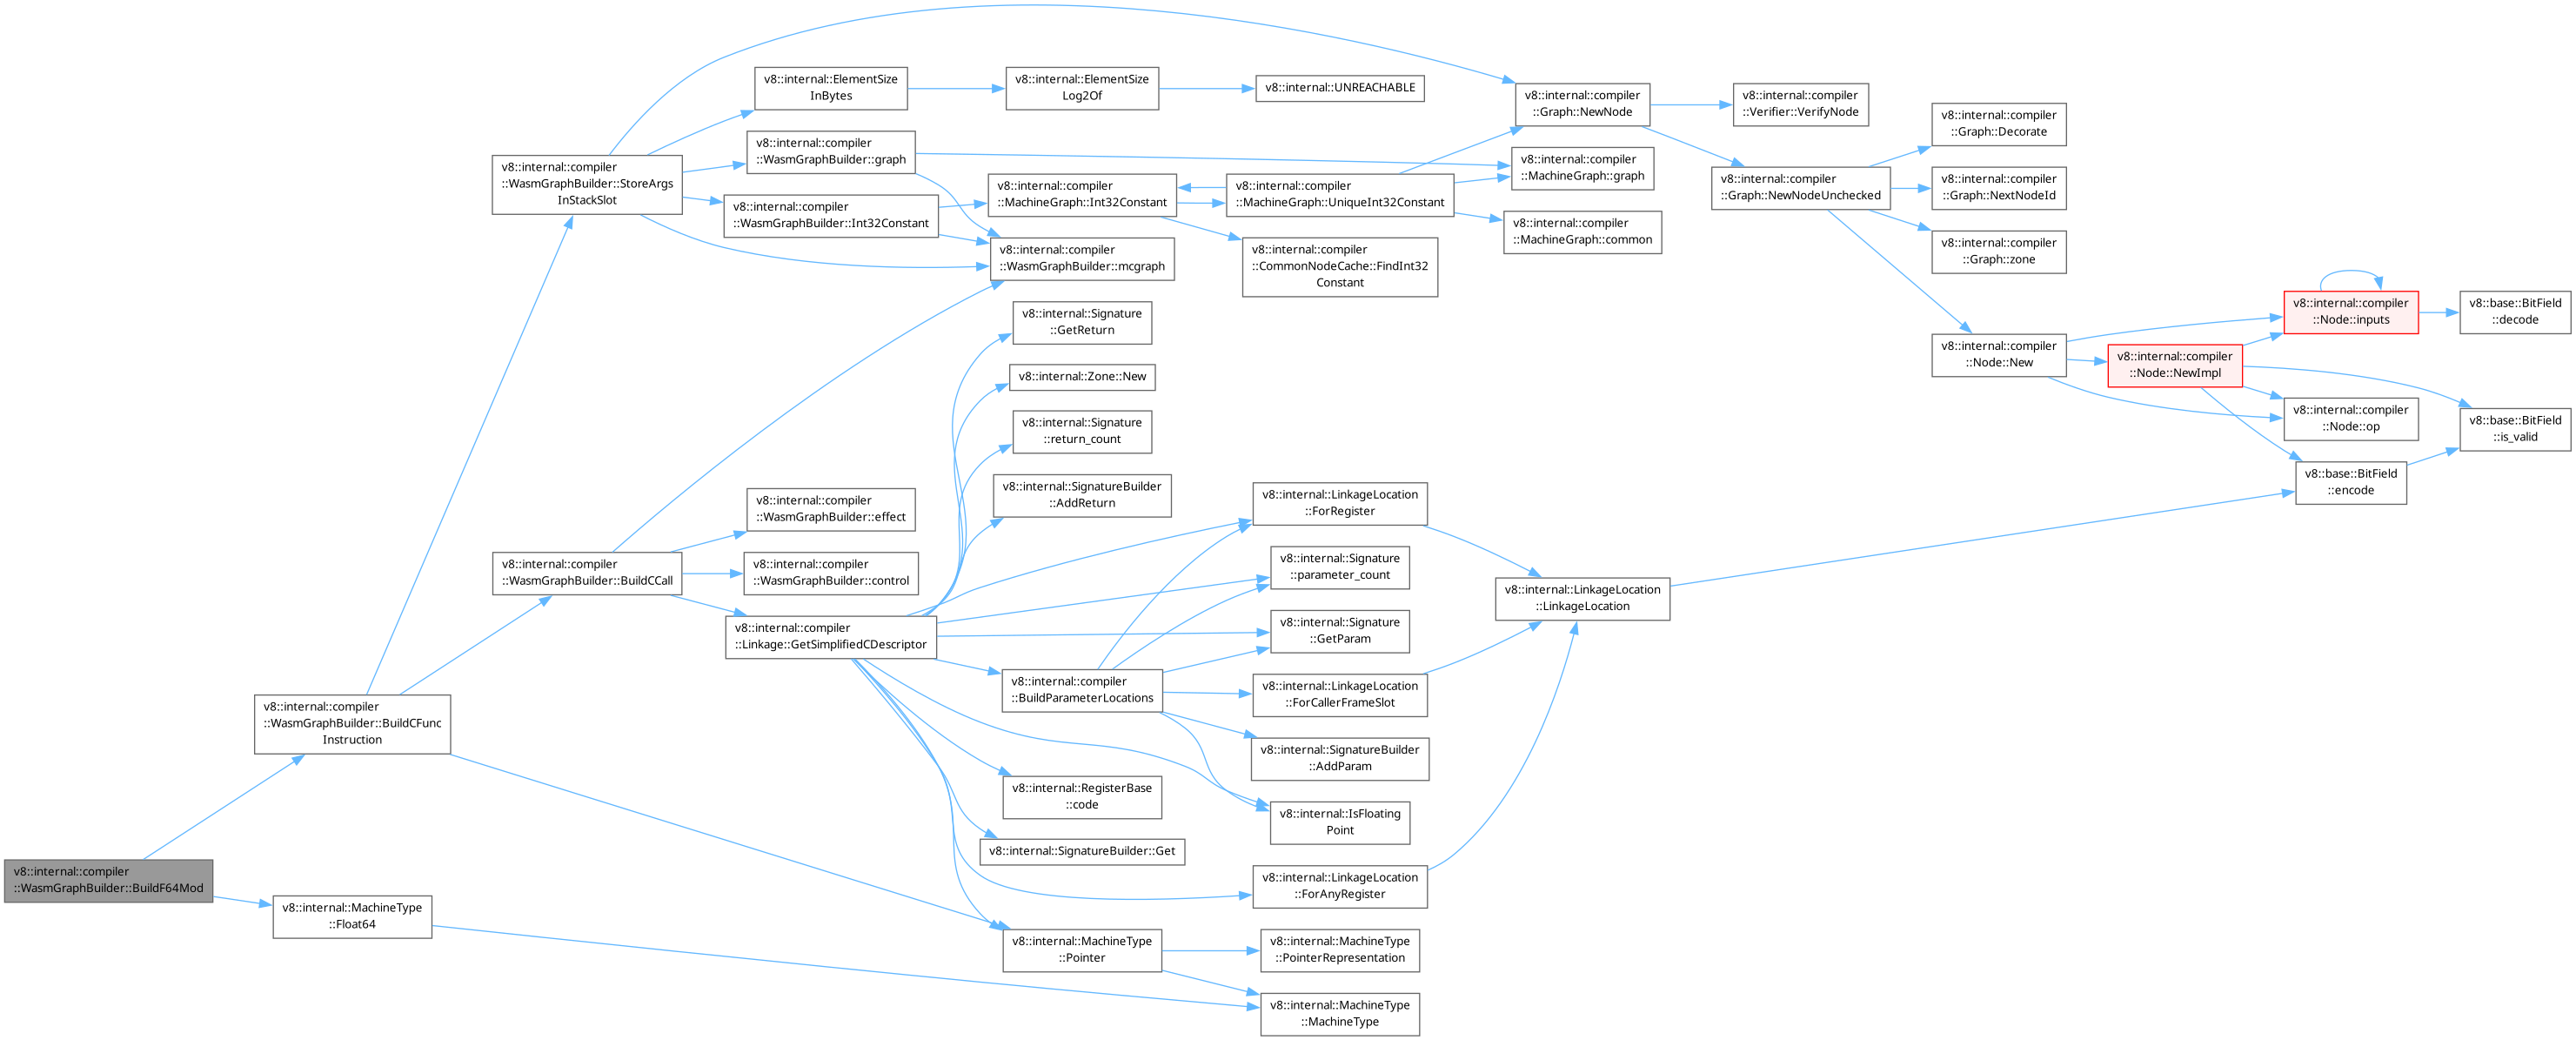 v8::internal::compiler
::WasmGraphBuilder::BuildF64Mod
v8::internal::compiler
::WasmGraphBuilder::BuildCFunc
Instruction
v8::internal::MachineType
::Float64
v8::internal::compiler
::WasmGraphBuilder::StoreArgs
InStackSlot
v8::internal::compiler
::WasmGraphBuilder::BuildCCall
v8::internal::ElementSize
InBytes
v8::internal::compiler
::WasmGraphBuilder::graph
v8::internal::compiler
::WasmGraphBuilder::Int32Constant
v8::internal::compiler
::WasmGraphBuilder::effect
v8::internal::compiler
::WasmGraphBuilder::control
v8::internal::compiler
::Linkage::GetSimplifiedCDescriptor
v8::internal::ElementSize
Log2Of
v8::internal::compiler
::MachineGraph::Int32Constant
v8::internal::compiler
::WasmGraphBuilder::mcgraph
v8::internal::Signature
::GetReturn
v8::internal::Zone::New
v8::internal::Signature
::return_count
v8::internal::SignatureBuilder
::AddReturn
v8::internal::compiler
::BuildParameterLocations
v8::internal::RegisterBase
::code
v8::internal::SignatureBuilder::Get
v8::internal::MachineType
::Pointer
v8::internal::UNREACHABLE
v8::internal::compiler
::MachineGraph::UniqueInt32Constant
v8::internal::compiler
::CommonNodeCache::FindInt32
Constant
v8::internal::LinkageLocation
::ForRegister
v8::internal::Signature
::parameter_count
v8::internal::Signature
::GetParam
v8::internal::LinkageLocation
::ForCallerFrameSlot
v8::internal::SignatureBuilder
::AddParam
v8::internal::IsFloating
Point
v8::internal::LinkageLocation
::ForAnyRegister
v8::internal::MachineType
::PointerRepresentation
v8::internal::MachineType
::MachineType
v8::internal::compiler
::Graph::NewNode
v8::internal::compiler
::MachineGraph::graph
v8::internal::compiler
::MachineGraph::common
v8::internal::LinkageLocation
::LinkageLocation
v8::internal::compiler
::Verifier::VerifyNode
v8::internal::compiler
::Graph::NewNodeUnchecked
v8::internal::compiler
::Graph::Decorate
v8::internal::compiler
::Graph::NextNodeId
v8::internal::compiler
::Graph::zone
v8::internal::compiler
::Node::New
v8::internal::compiler
::Node::NewImpl
v8::internal::compiler
::Node::inputs
v8::internal::compiler
::Node::op
v8::base::BitField
::encode
v8::base::BitField
::decode
v8::base::BitField
::is_valid